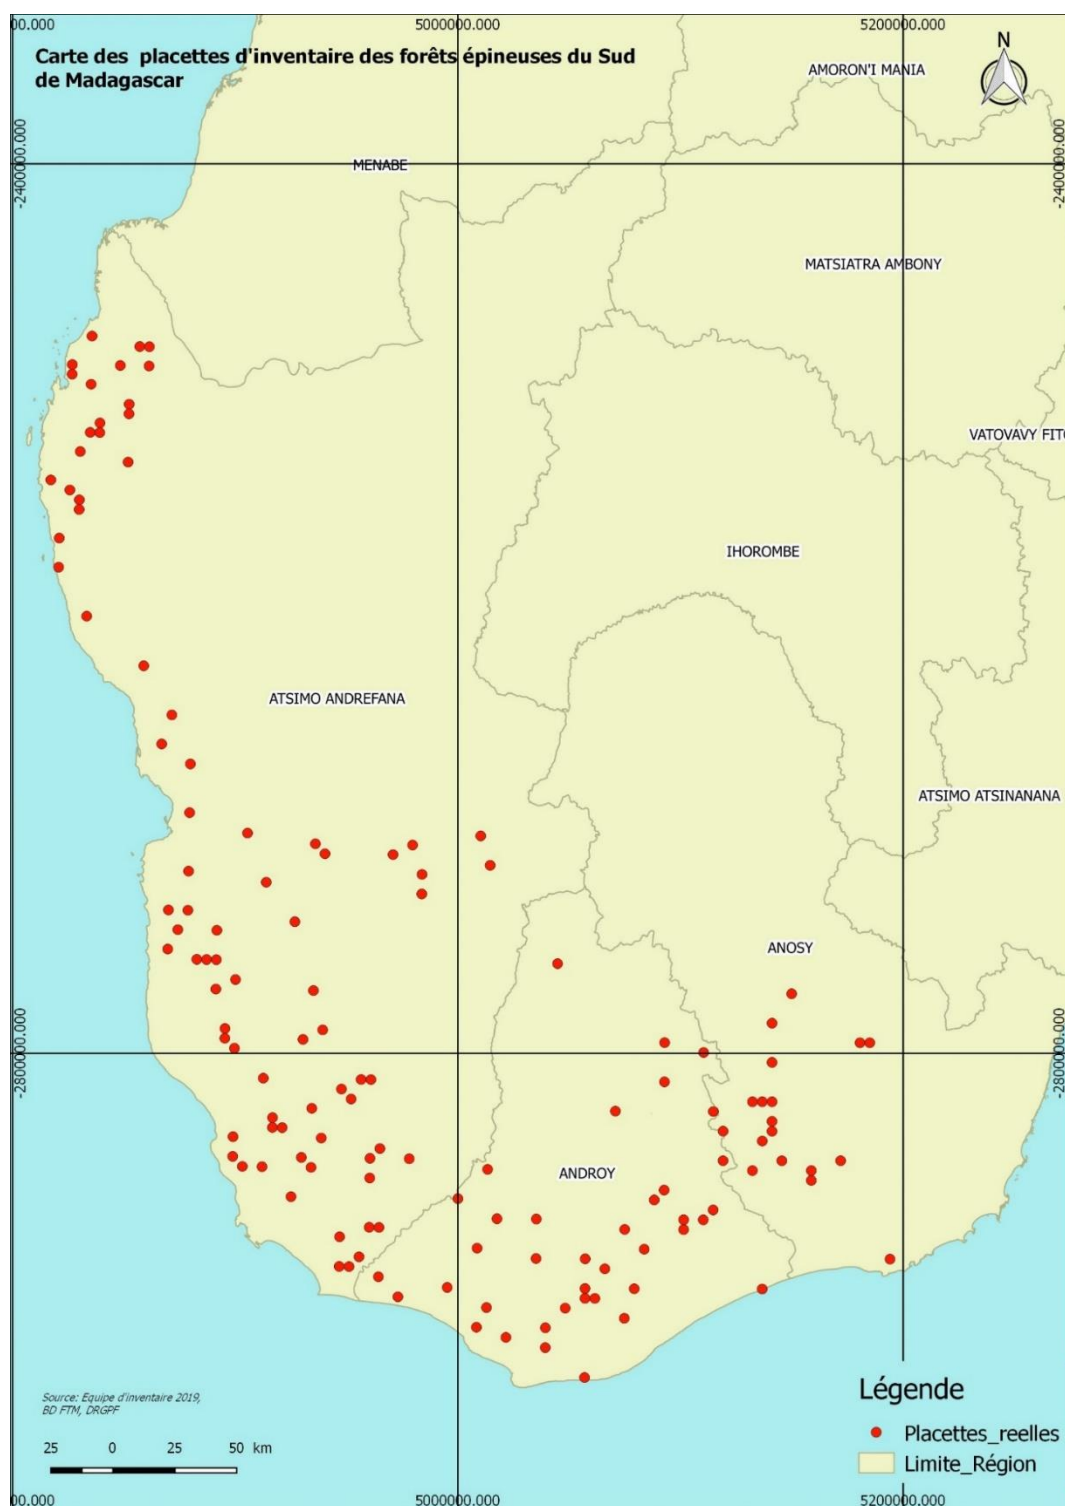 00.000
5000000.000
5200000.000
Carte des placettes d'inventaire des forêts épineuses du Sud
de Madagascar
N
AMORON'I MANIA
-2400000.000
-2400000.000
MENABE
MATSIATRA AMBONY
VATOVAVY FITO
IHOROMBE
ATSIMO ANDREFANA
ATSIMO ATSINANANA
ANOSY
-2800000.000
-2800000.000
ANDROY
Source: Equipe d'inventaire 2019,
BD FTM, DRGPF
25 0 25 50 km
Légende
Placettes_reelles
Limite_Région
00.000
5000000.000
5200000.000